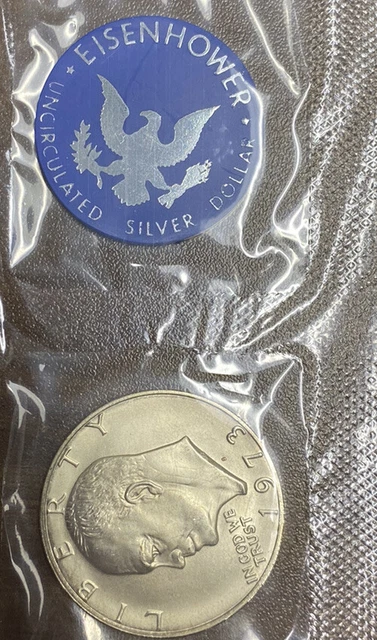 ★ EISENHOWER ★
UNCIRCULATED SILVER DOLLAR
LIBERTY
IN GOD WE
TRUST
1973